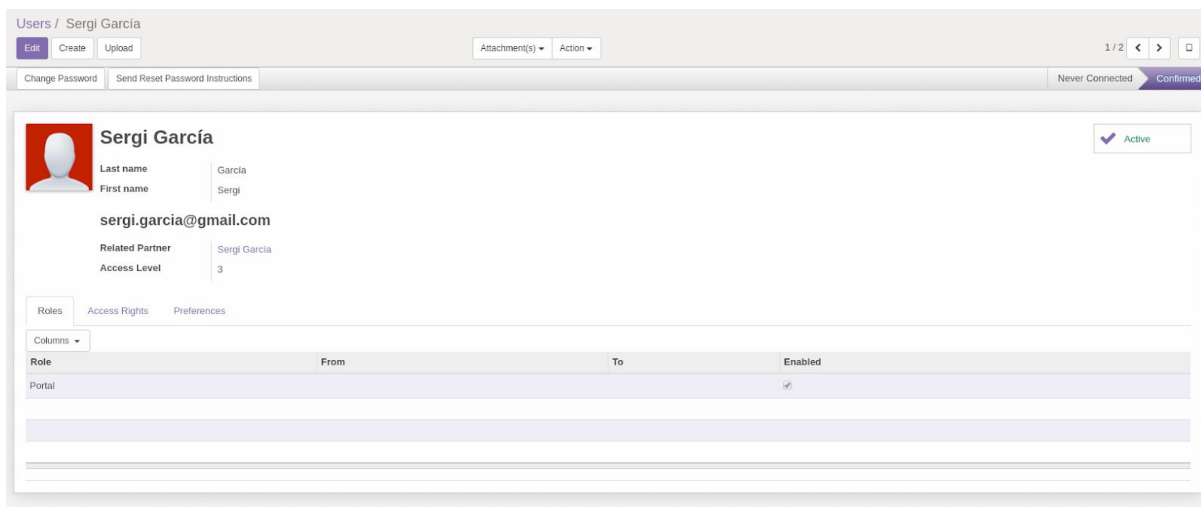 Users / Sergi García
Edit Create Upload Attachment(s) Action 1 / 2
Change Password Send Reset Password Instructions Never Connected Confirmed
Sergi García Active
Last name García
First name Sergi
sergi.garcia@gmail.com
Related Partner Sergi García
Access Level 3
Roles Access Rights Preferences
Columns
Role From To Enabled
Portal